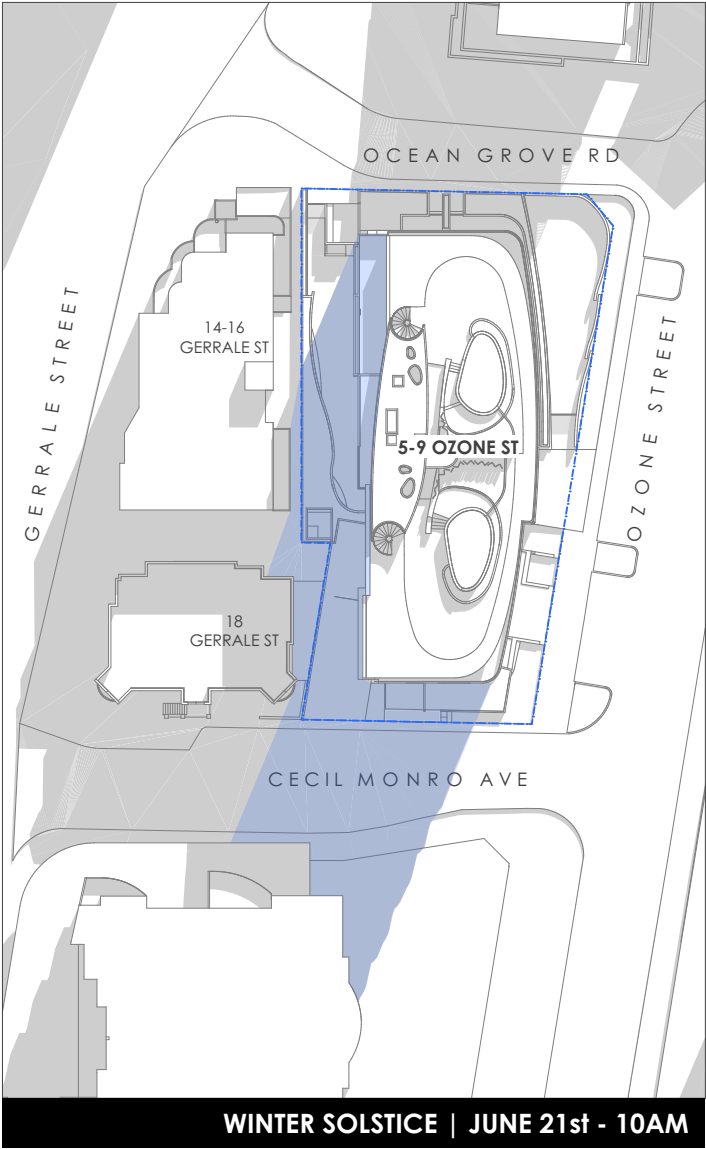 OCEAN GROVE RD
GERRALE STREET
14-16
GERRALE ST
OZONE STREET
5-9 OZONE ST
18
GERRALE ST
CECIL MONRO AVE
WINTER SOLSTICE | JUNE 21st - 10AM